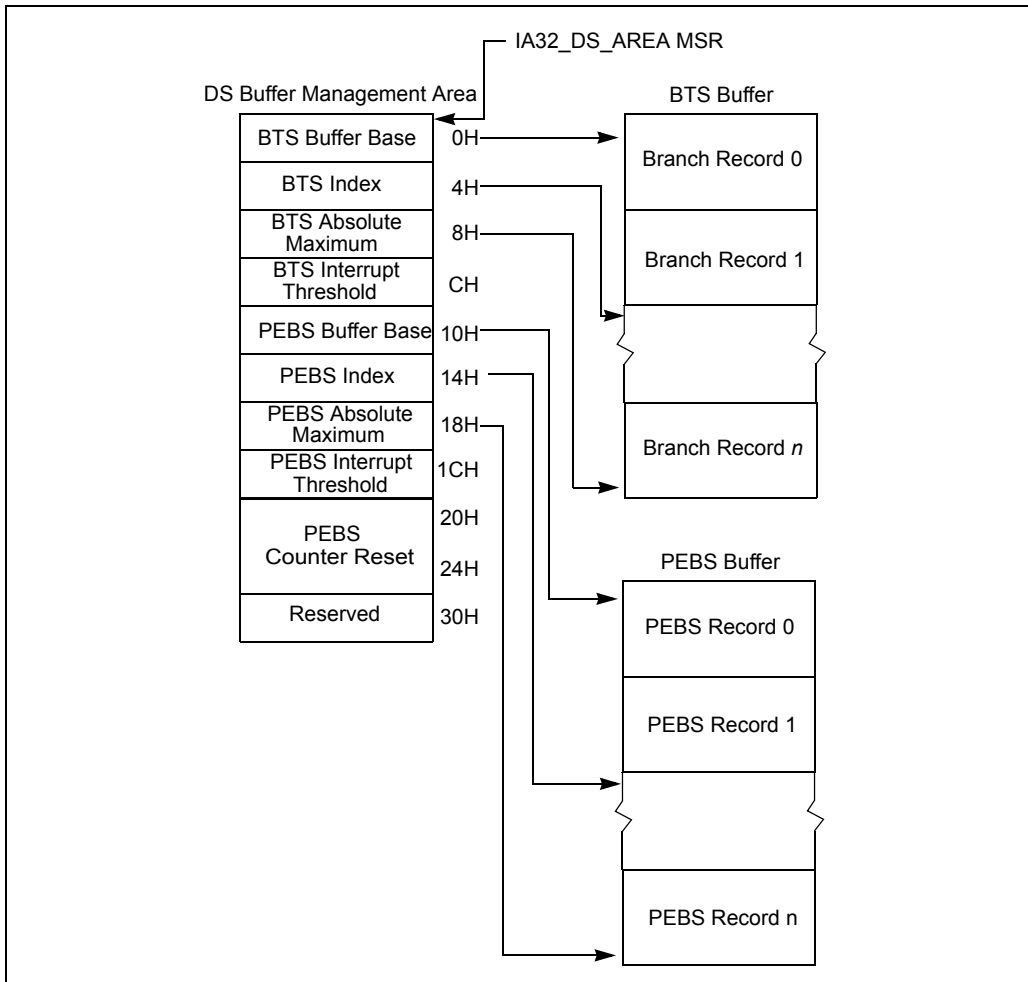 IA32_DS_AREA MSR
DS Buffer Management Area
BTS Buffer Base 0H
BTS Index 4H
BTS Absolute
Maximum 8H
BTS Interrupt
Threshold CH
PEBS Buffer Base 10H
PEBS Index 14H
PEBS Absolute
Maximum 18H
PEBS Interrupt
Threshold 1CH
20H
PEBS
Counter Reset
24H
Reserved 30H
BTS Buffer
Branch Record 0
Branch Record 1
Branch Record n
PEBS Buffer
PEBS Record 0
PEBS Record 1
PEBS Record n